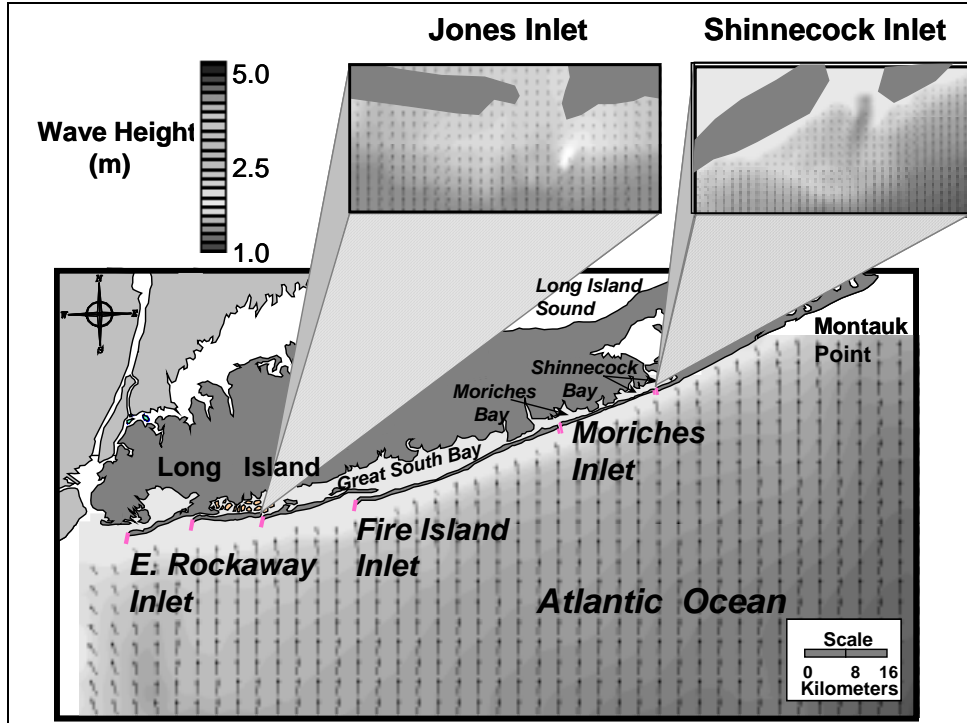 Jones Inlet
Shinnecock Inlet
Wave Height
(m)
5.0
2.5
1.0
N
W
E
S
Long Island
Sound
Montauk
Point
Shinnecock
Bay
Moriches
Bay
Moriches
Inlet
Great South Bay
Long Island
Fire Island
Inlet
E. Rockaway
Inlet
Atlantic Ocean
Scale
0 8 16
Kilometers